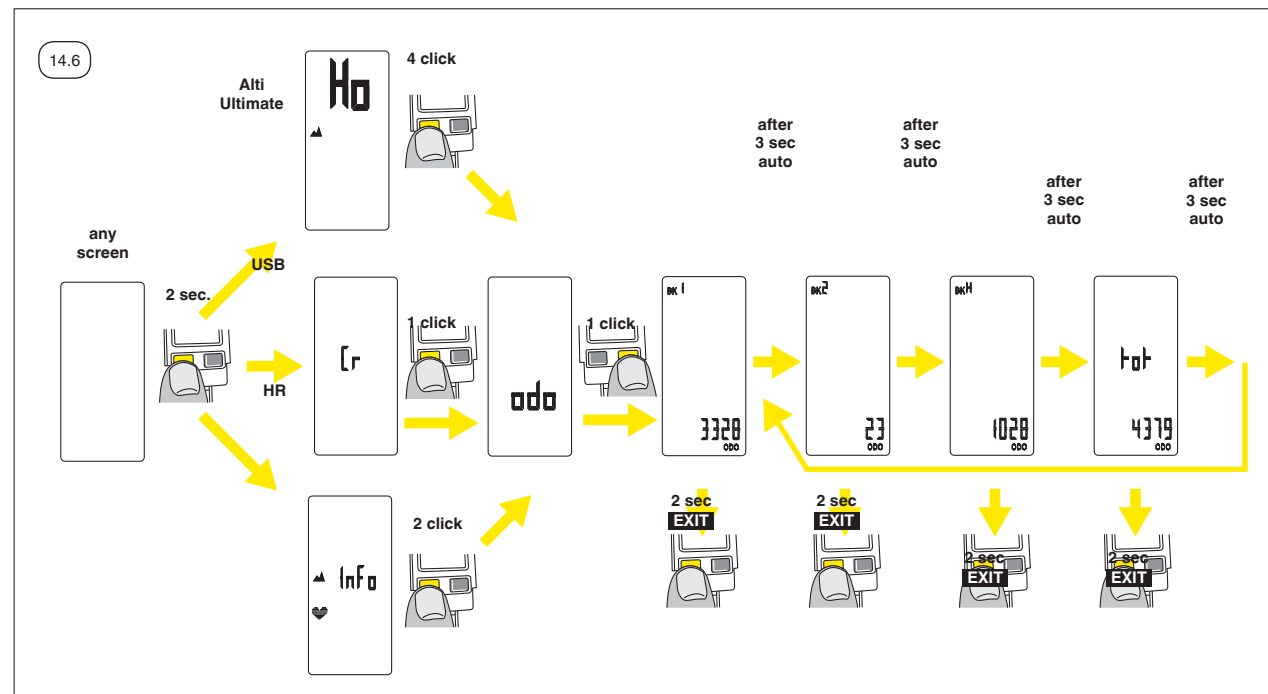 14.6
Alti
Ultimate
Ho
4 click
after
3 sec
auto
after
3 sec
auto
after
3 sec
auto
after
3 sec
auto
any
screen
USB
2 sec.
HR
Cr
1 click
odo
1 click
BK 1
3328
ODO
BK2
23
ODO
BKH
1028
ODO
tot
4379
ODO
2 sec
EXIT
2 sec
EXIT
2 sec
EXIT
2 sec
EXIT
Info
2 click